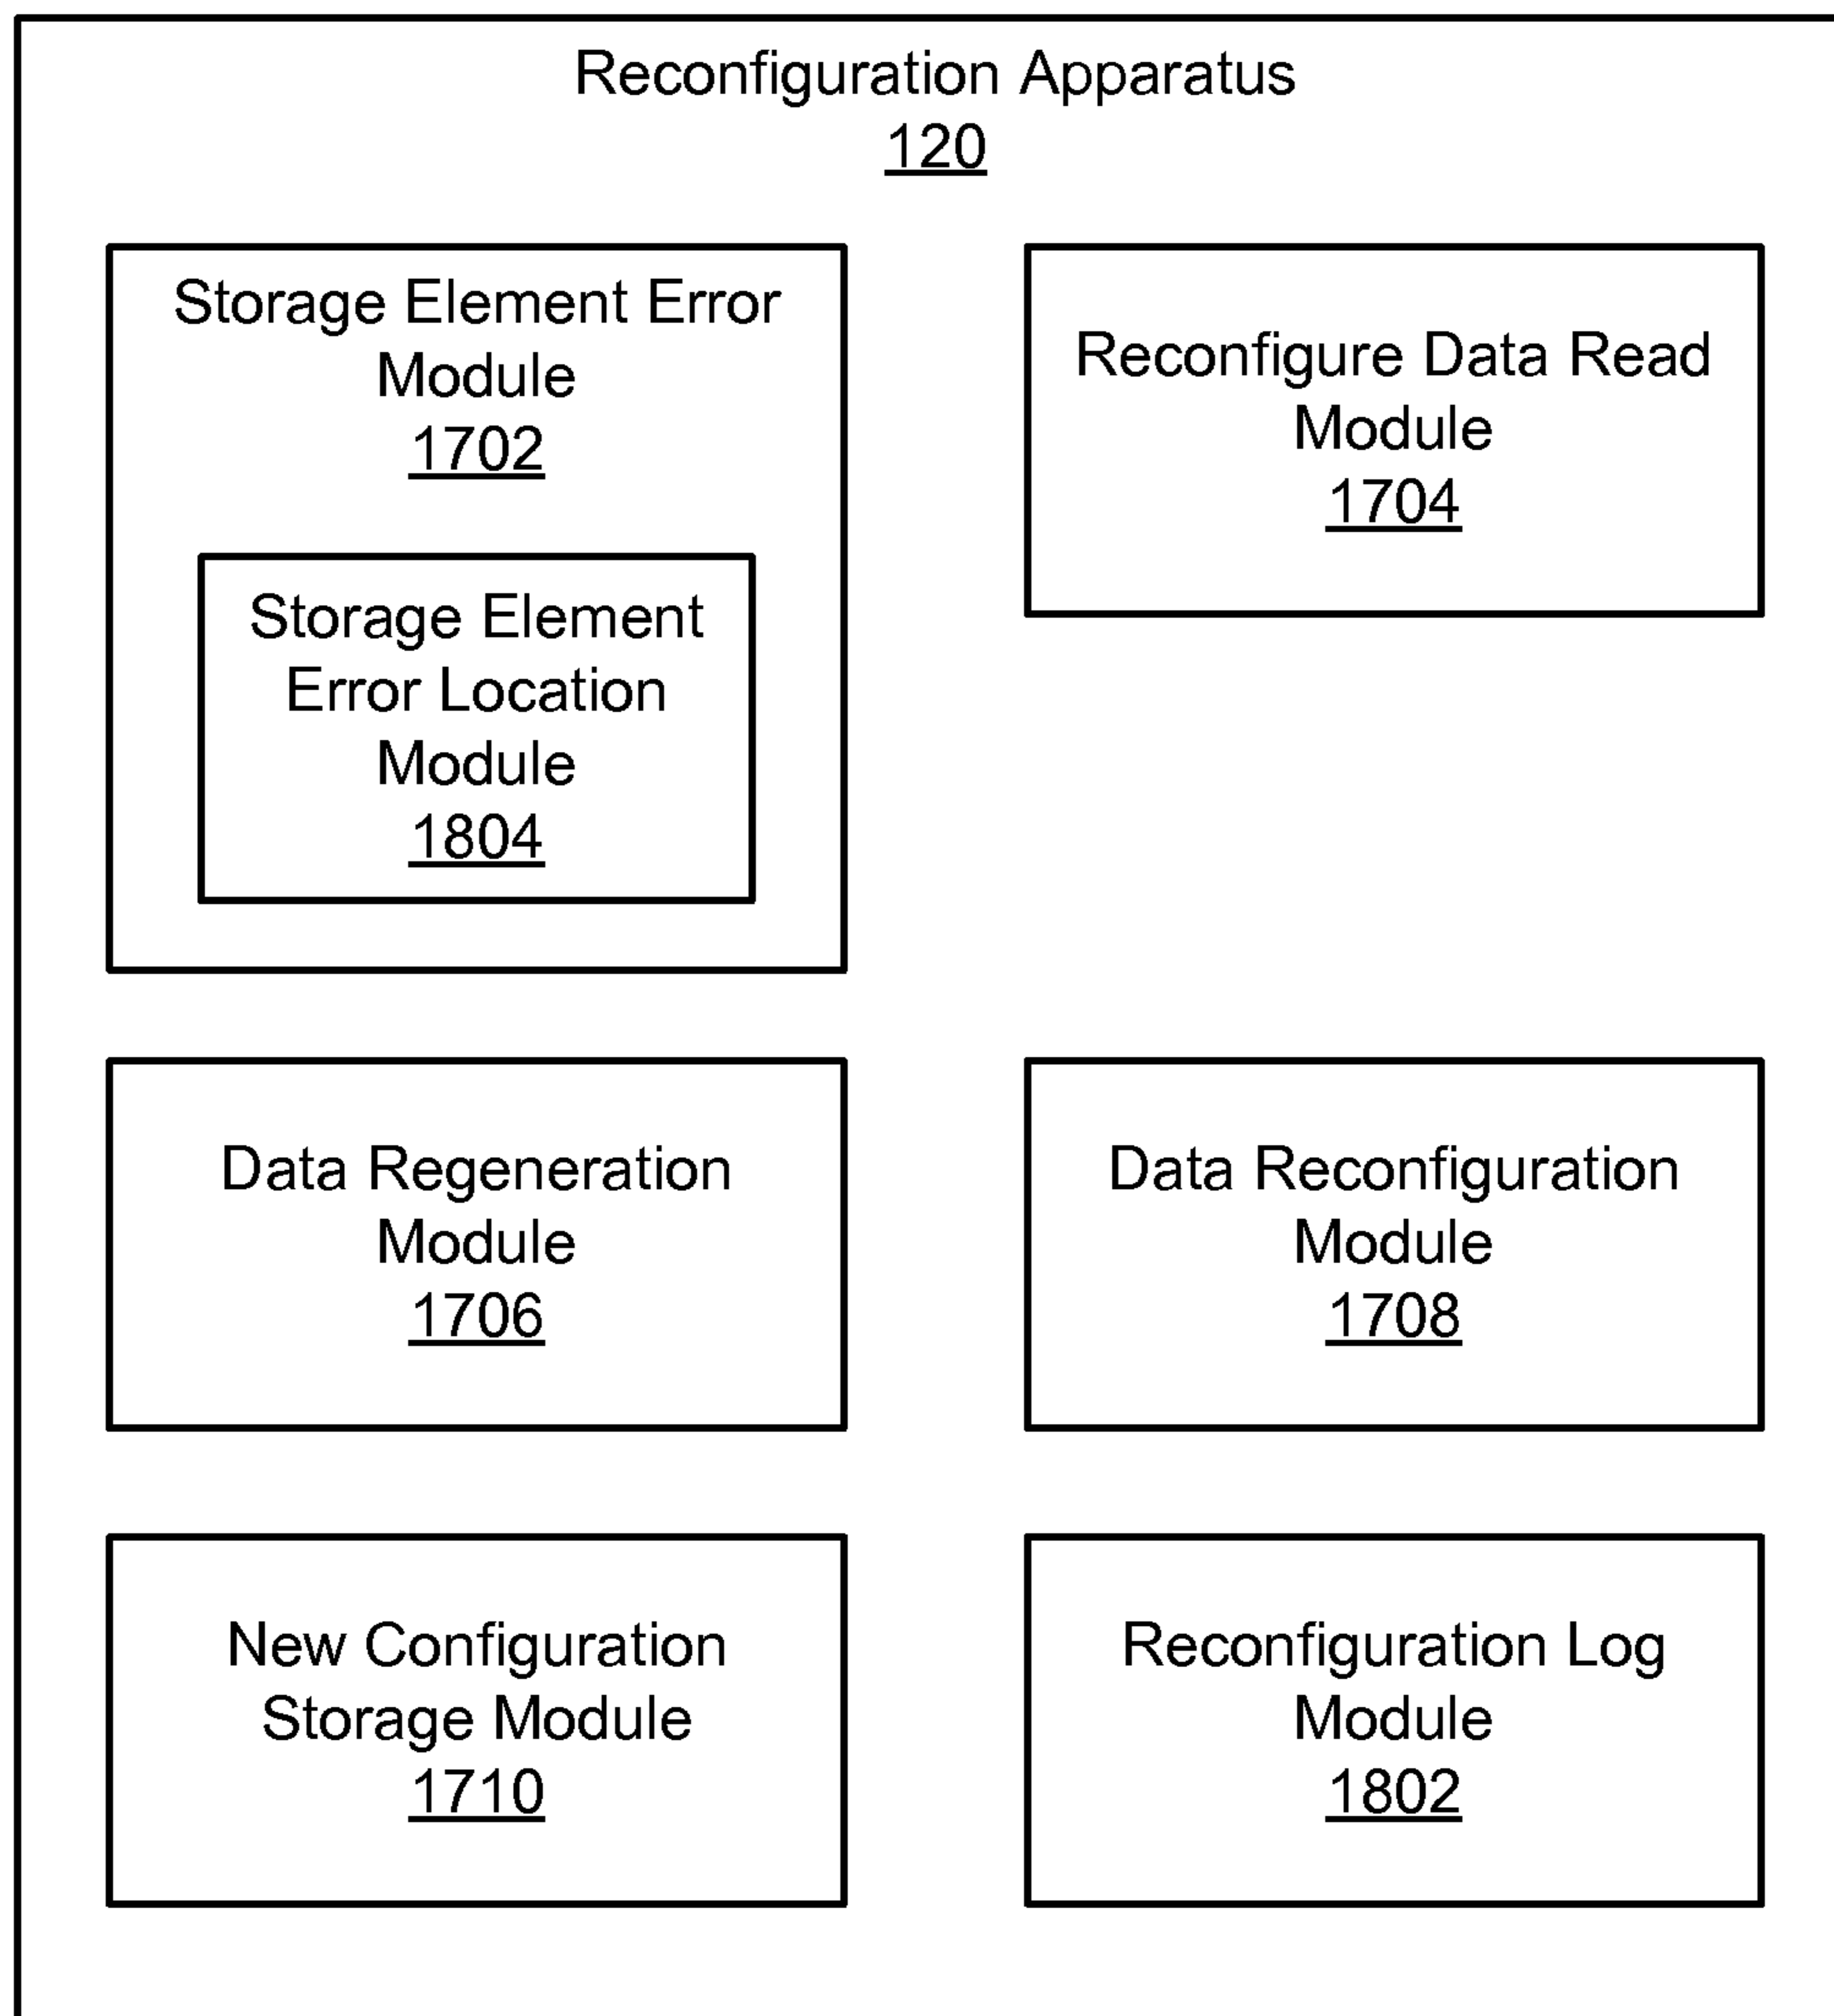 Reconfiguration Apparatus
120
Storage Element Error
Module
1702
Storage Element
Error Location
Module
1804
Reconfigure Data Read
Module
1704
Data Regeneration
Module
1706
Data Reconfiguration
Module
1708
New Configuration
Storage Module
1710
Reconfiguration Log
Module
1802